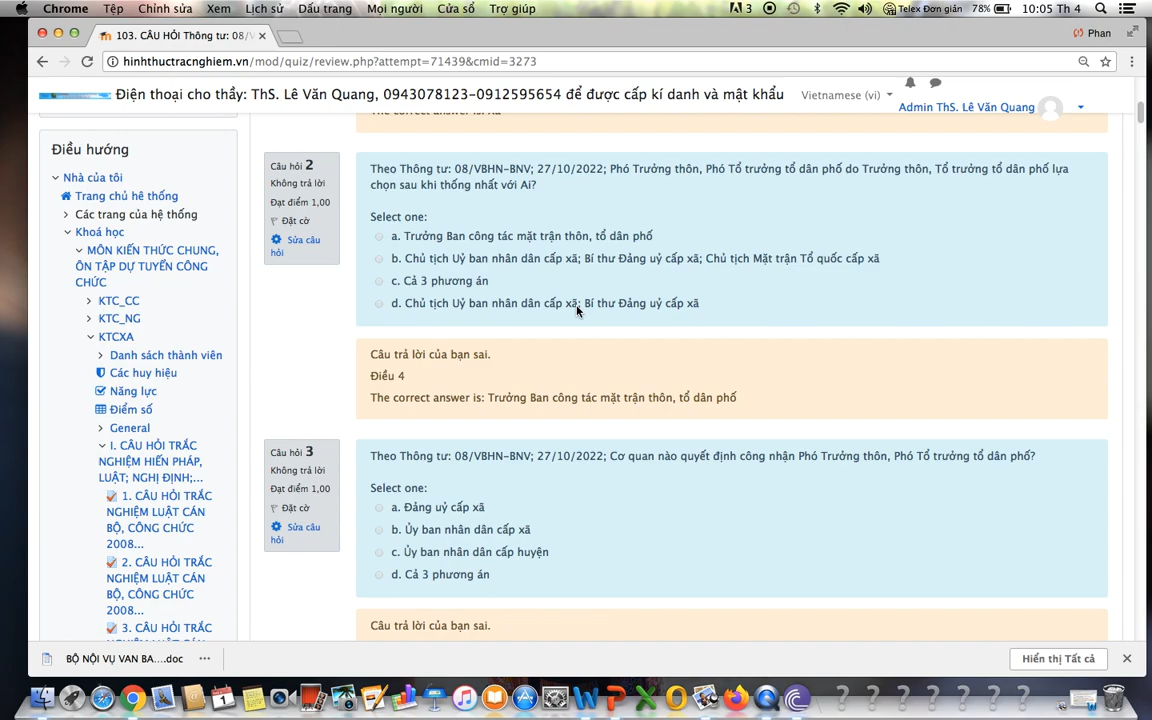 Chrome Tệp Chỉnh sửa Xem Lịch sử Dấu trang Mọi người Cửa sổ Trợ giúp 3 Telex Đơn giản 78% 10:05 Th 4
103. CÂU HỎI Thông tư: 08/V
Phan
hinhthuctracnghiem.vn/mod/quiz/review.php?attempt=71439&cmid=3273
Điện thoại cho thầy: ThS. Lê Văn Quang, 0943078123-0912595654 để được cấp kí danh và mật khẩu
Vietnamese (vi)
Admin ThS. Lê Văn Quang
The correct answer is: Xã
Điều hướng
Nhà của tôi
Trang chủ hệ thống
Các trang của hệ thống
Khoá học
MÔN KIẾN THỨC CHUNG,
ÔN TẬP DỰ TUYỂN CÔNG
CHỨC
KTC_CC
KTC_NG
KTCXA
Danh sách thành viên
Các huy hiệu
Năng lực
Điểm số
General
I. CÂU HỎI TRẮC
NGHIỆM HIẾN PHÁP,
LUẬT; NGHỊ ĐỊNH;...
1. CÂU HỎI TRẮC
NGHIỆM LUẬT CÁN
BỘ, CÔNG CHỨC
2008...
2. CÂU HỎI TRẮC
NGHIỆM LUẬT CÁN
BỘ, CÔNG CHỨC
2008...
3. CÂU HỎI TRẮC
Câu hỏi 2
Không trả lời
Đạt điểm 1,00
Đặt cờ
Sửa câu
hỏi
Theo Thông tư: 08/VBHN-BNV; 27/10/2022; Phó Trưởng thôn, Phó Tổ trưởng tổ dân phố do Trưởng thôn, Tổ trưởng tổ dân phố lựa
chọn sau khi thống nhất với Ai?
Select one:
a. Trưởng Ban công tác mặt trận thôn, tổ dân phố
b. Chủ tịch Uỷ ban nhân dân cấp xã; Bí thư Đảng uỷ cấp xã; Chủ tịch Mặt trận Tổ quốc cấp xã
c. Cả 3 phương án
d. Chủ tịch Uỷ ban nhân dân cấp xã; Bí thư Đảng uỷ cấp xã
Câu trả lời của bạn sai.
Điều 4
The correct answer is: Trưởng Ban công tác mặt trận thôn, tổ dân phố
Câu hỏi 3
Không trả lời
Đạt điểm 1,00
Đặt cờ
Sửa câu
hỏi
Theo Thông tư: 08/VBHN-BNV; 27/10/2022; Cơ quan nào quyết định công nhận Phó Trưởng thôn, Phó Tổ trưởng tổ dân phố?
Select one:
a. Đảng uỷ cấp xã
b. Ủy ban nhân dân cấp xã
c. Ủy ban nhân dân cấp huyện
d. Cả 3 phương án
Câu trả lời của bạn sai.
BỘ NỘI VỤ VAN BA....doc
Hiển thị Tất cả